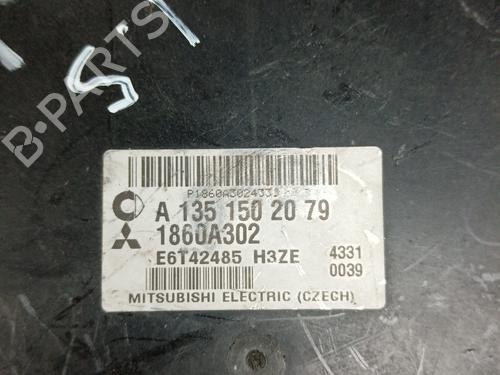 B-PARTS
P1860A3024331
A 135 150 20 79
1860A302
E6T42485 H3ZE 4331
0039
MITSUBISHI ELECTRIC (CZECH)